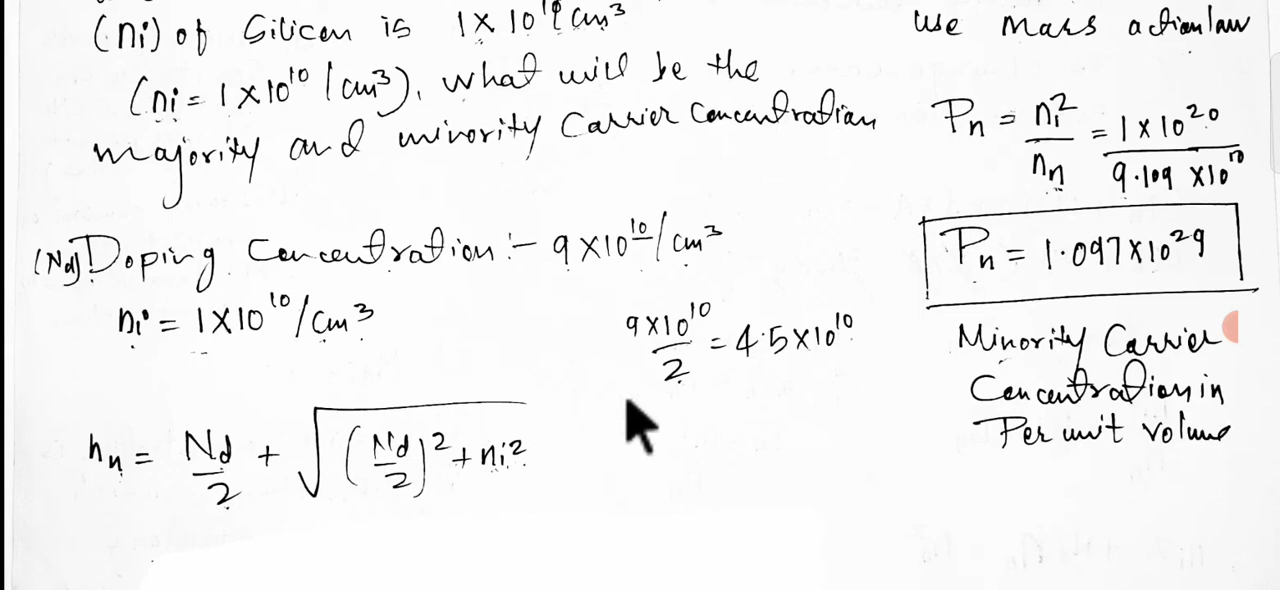 (ni) of Silicon is 1 X 10¹⁰/cm³
(ni = 1 X 10¹⁰ / cm³), what will be the
majority and minority Carrier Concentration
(Nd) Doping Concentration :- 9 X 10¹⁰ / cm³
ni = 1 X 10¹⁰ / cm³
9 X 10¹⁰ / 2 = 4.5 X 10¹⁰
nn = Nd/2 + √((Nd/2)² + ni²)
use Mass action law
Pn = ni²/nn = 1 X 10²⁰ / 9.109 X 10¹⁰
Pn = 1.097 X 10²⁹
Minority Carrier
Concentration in
Per unit volume